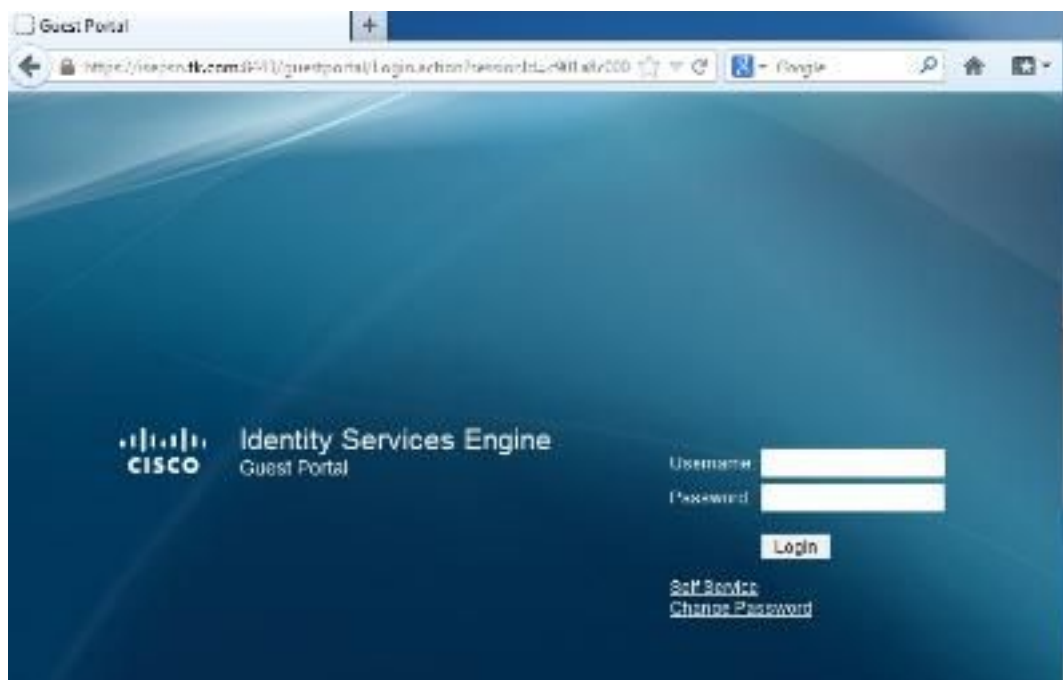 Guest Portal
+
Google
CISCO
Identity Services Engine
Guest Portal
Username
Password
Login
Self Service
Change Password